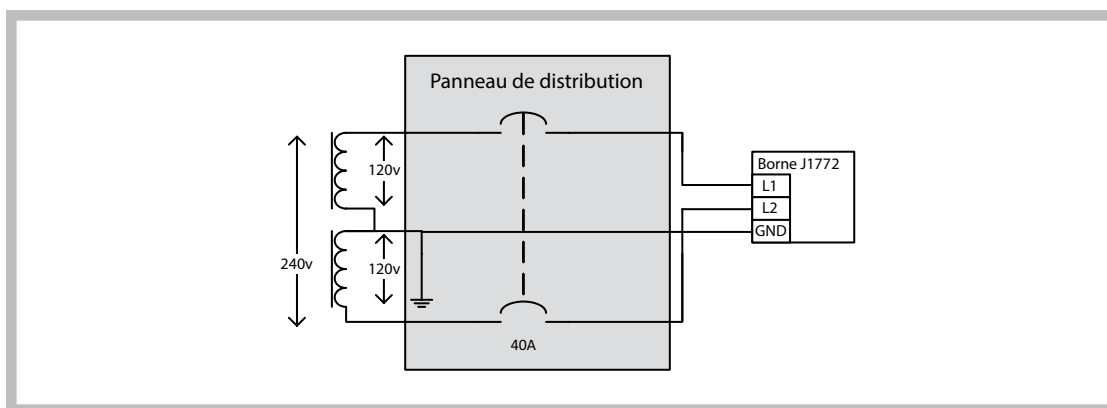 Panneau de distribution
120v
Borne J1772
L1
L2
GND
240v
120v
40A